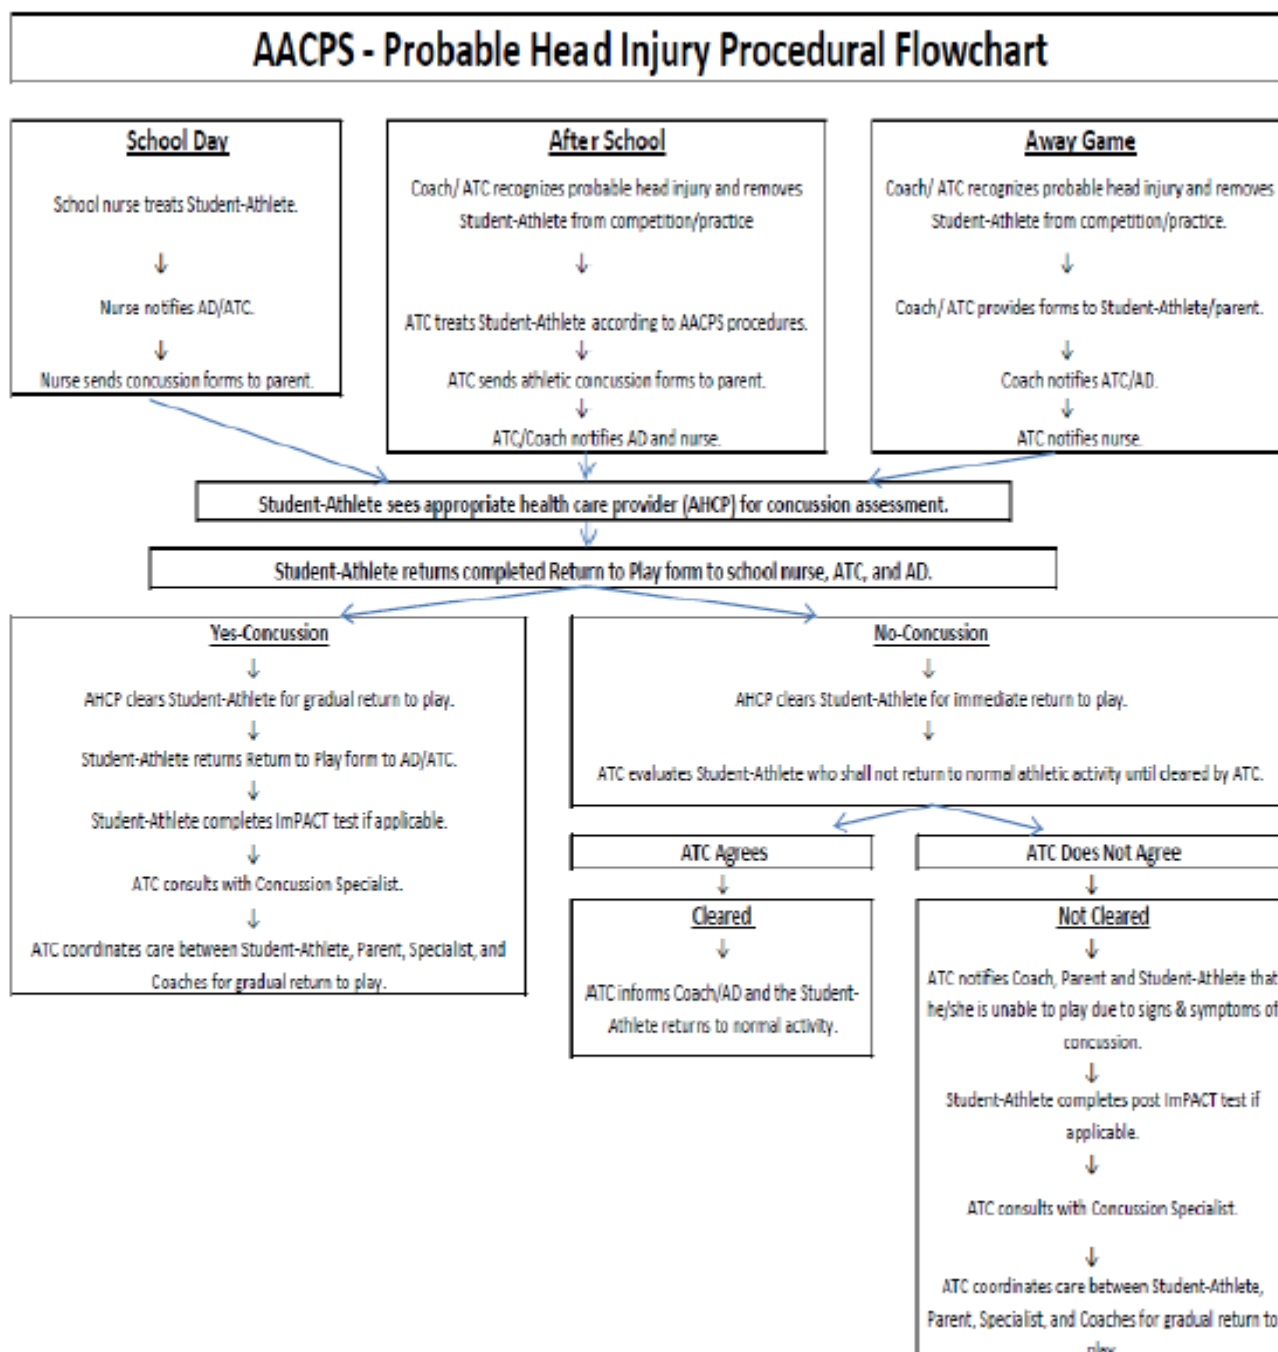 AACPS - Probable Head Injury Procedural Flowchart
School Day
School nurse treats Student-Athlete.
↓
Nurse notifies AD/ATC.
↓
Nurse sends concussion forms to parent.
After School
Coach/ ATC recognizes probable head injury and removes
Student-Athlete from competition/practice
↓
ATC treats Student-Athlete according to AACPS procedures.
↓
ATC sends athletic concussion forms to parent.
↓
ATC/Coach notifies AD and nurse.
Away Game
Coach/ ATC recognizes probable head injury and removes
Student-Athlete from competition/practice.
↓
Coach/ ATC provides forms to Student-Athlete/parent.
↓
Coach notifies ATC/AD.
↓
ATC notifies nurse.
Student-Athlete sees appropriate health care provider (AHCP) for concussion assessment.
Student-Athlete returns completed Return to Play form to school nurse, ATC, and AD.
Yes-Concussion
↓
AHCP clears Student-Athlete for gradual return to play.
↓
Student-Athlete returns Return to Play form to AD/ATC.
↓
Student-Athlete completes ImPACT test if applicable.
↓
ATC consults with Concussion Specialist.
↓
ATC coordinates care between Student-Athlete, Parent, Specialist, and
Coaches for gradual return to play.
No-Concussion
↓
AHCP clears Student-Athlete for immediate return to play.
↓
ATC evaluates Student-Athlete who shall not return to normal athletic activity until cleared by ATC.
ATC Agrees
↓
Cleared
↓
ATC informs Coach/AD and the Student-
Athlete returns to normal activity.
ATC Does Not Agree
↓
Not Cleared
↓
ATC notifies Coach, Parent and Student-Athlete that
he/she is unable to play due to signs & symptoms of
concussion.
↓
Student-Athlete completes post ImPACT test if
applicable.
↓
ATC consults with Concussion Specialist.
↓
ATC coordinates care between Student-Athlete,
Parent, Specialist, and Coaches for gradual return to
play.